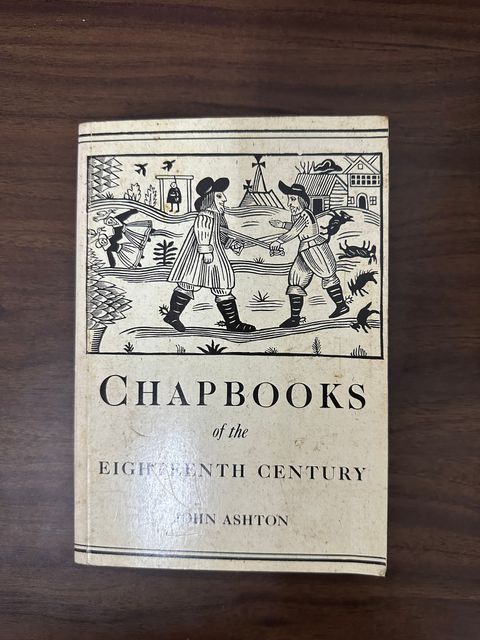 CHAPBOOKS
of the
EIGHTEENTH CENTURY
JOHN ASHTON